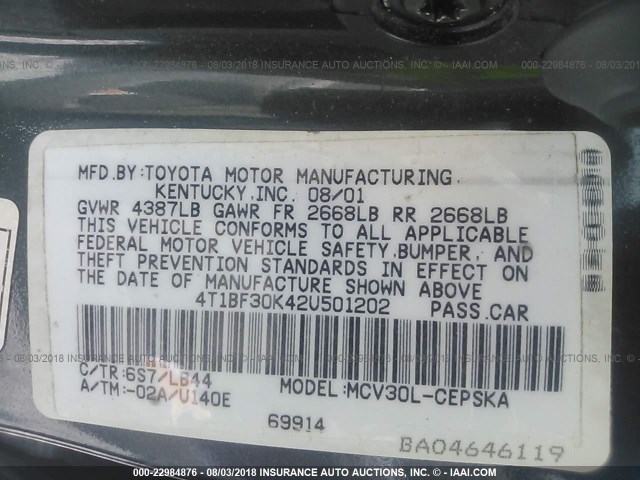 000-22984876 - 08/03/2018 - INSURANCE AUTO AUCTIONS, INC. - IAAI.COM
MFD.BY:TOYOTA MOTOR MANUFACTURING,
KENTUCKY,INC. 08/01
GVWR 4387LB GAWR FR 2668LB RR 2668LB
THIS VEHICLE CONFORMS TO ALL APPLICABLE
FEDERAL MOTOR VEHICLE SAFETY,BUMPER, AND
THEFT PREVENTION STANDARDS IN EFFECT ON
THE DATE OF MANUFACTURE SHOWN ABOVE
4T1BF30K42U501202 PASS.CAR
C/TR:6S7/LB44 MODEL:MCV30L-CEPSKA
A/TM:-02A/U140E
69914
BA04646119
000-22984876 - 08/03/2018 - INSURANCE AUTO AUCTIONS, INC. - IAAI.COM